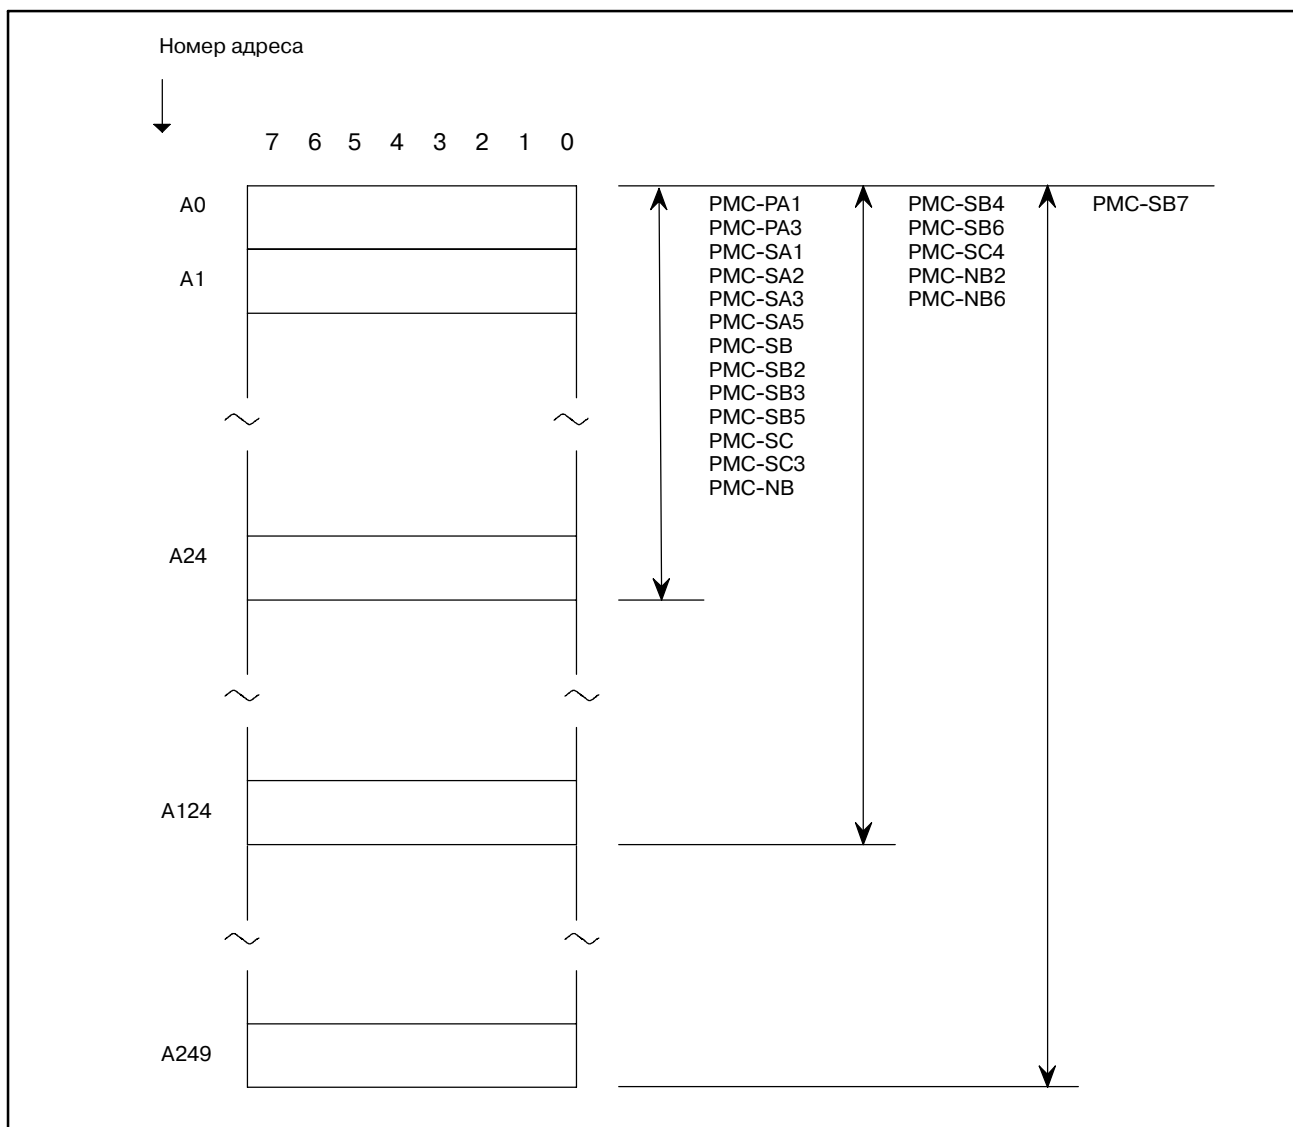 Номер адреса
7 6 5 4 3 2 1 0
A0
A1
A24
A124
A249
PMC-PA1
PMC-PA3
PMC-SA1
PMC-SA2
PMC-SA3
PMC-SA5
PMC-SB
PMC-SB2
PMC-SB3
PMC-SB5
PMC-SC
PMC-SC3
PMC-NB
PMC-SB4
PMC-SB6
PMC-SC4
PMC-NB2
PMC-NB6
PMC-SB7